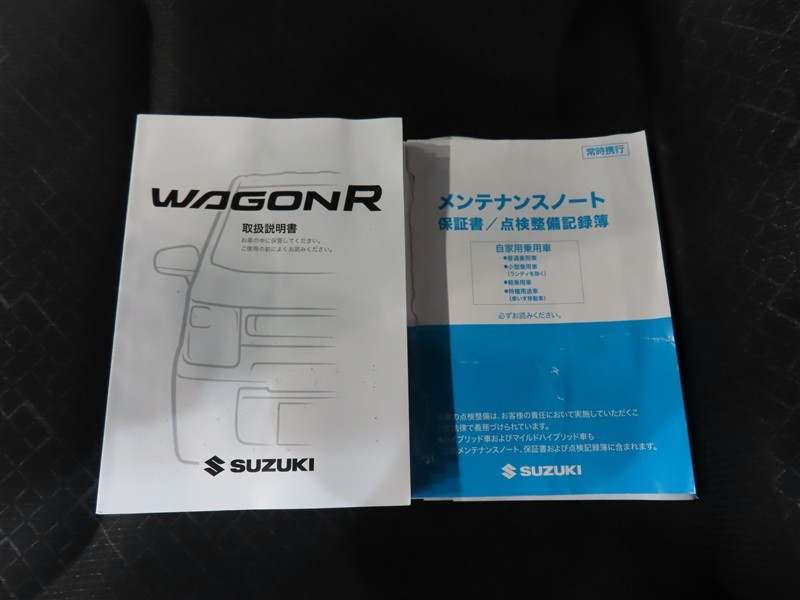 WAGONR
取扱説明書
お車の中に保管してください。
ご使用の前によくお読みください。
SUZUKI
常時携行
メンテナンスノート
保証書／点検整備記録簿
自家用乗用車
●普通乗用車
●小型乗用車
（ランディを除く）
●軽乗用車
●特種用途車
（車いす移動車）
必ずお読みください。
の点検整備は、お客様の責任において実施していただくこ
法律で義務づけられています。
イブリッド車およびマイルドハイブリッド車も
メンテナンスノート、保証書および点検記録簿に含まれます。
SUZUKI